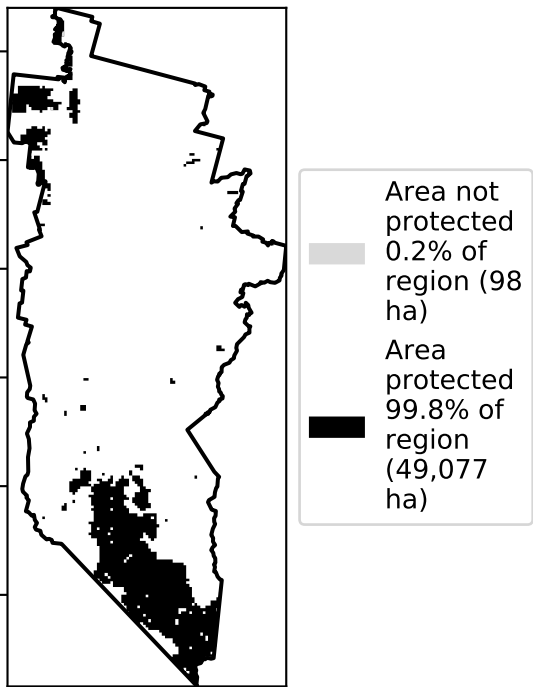 Area not
protected
0.2% of
region (98
ha)
Area
protected
99.8% of
region
(49,077
ha)